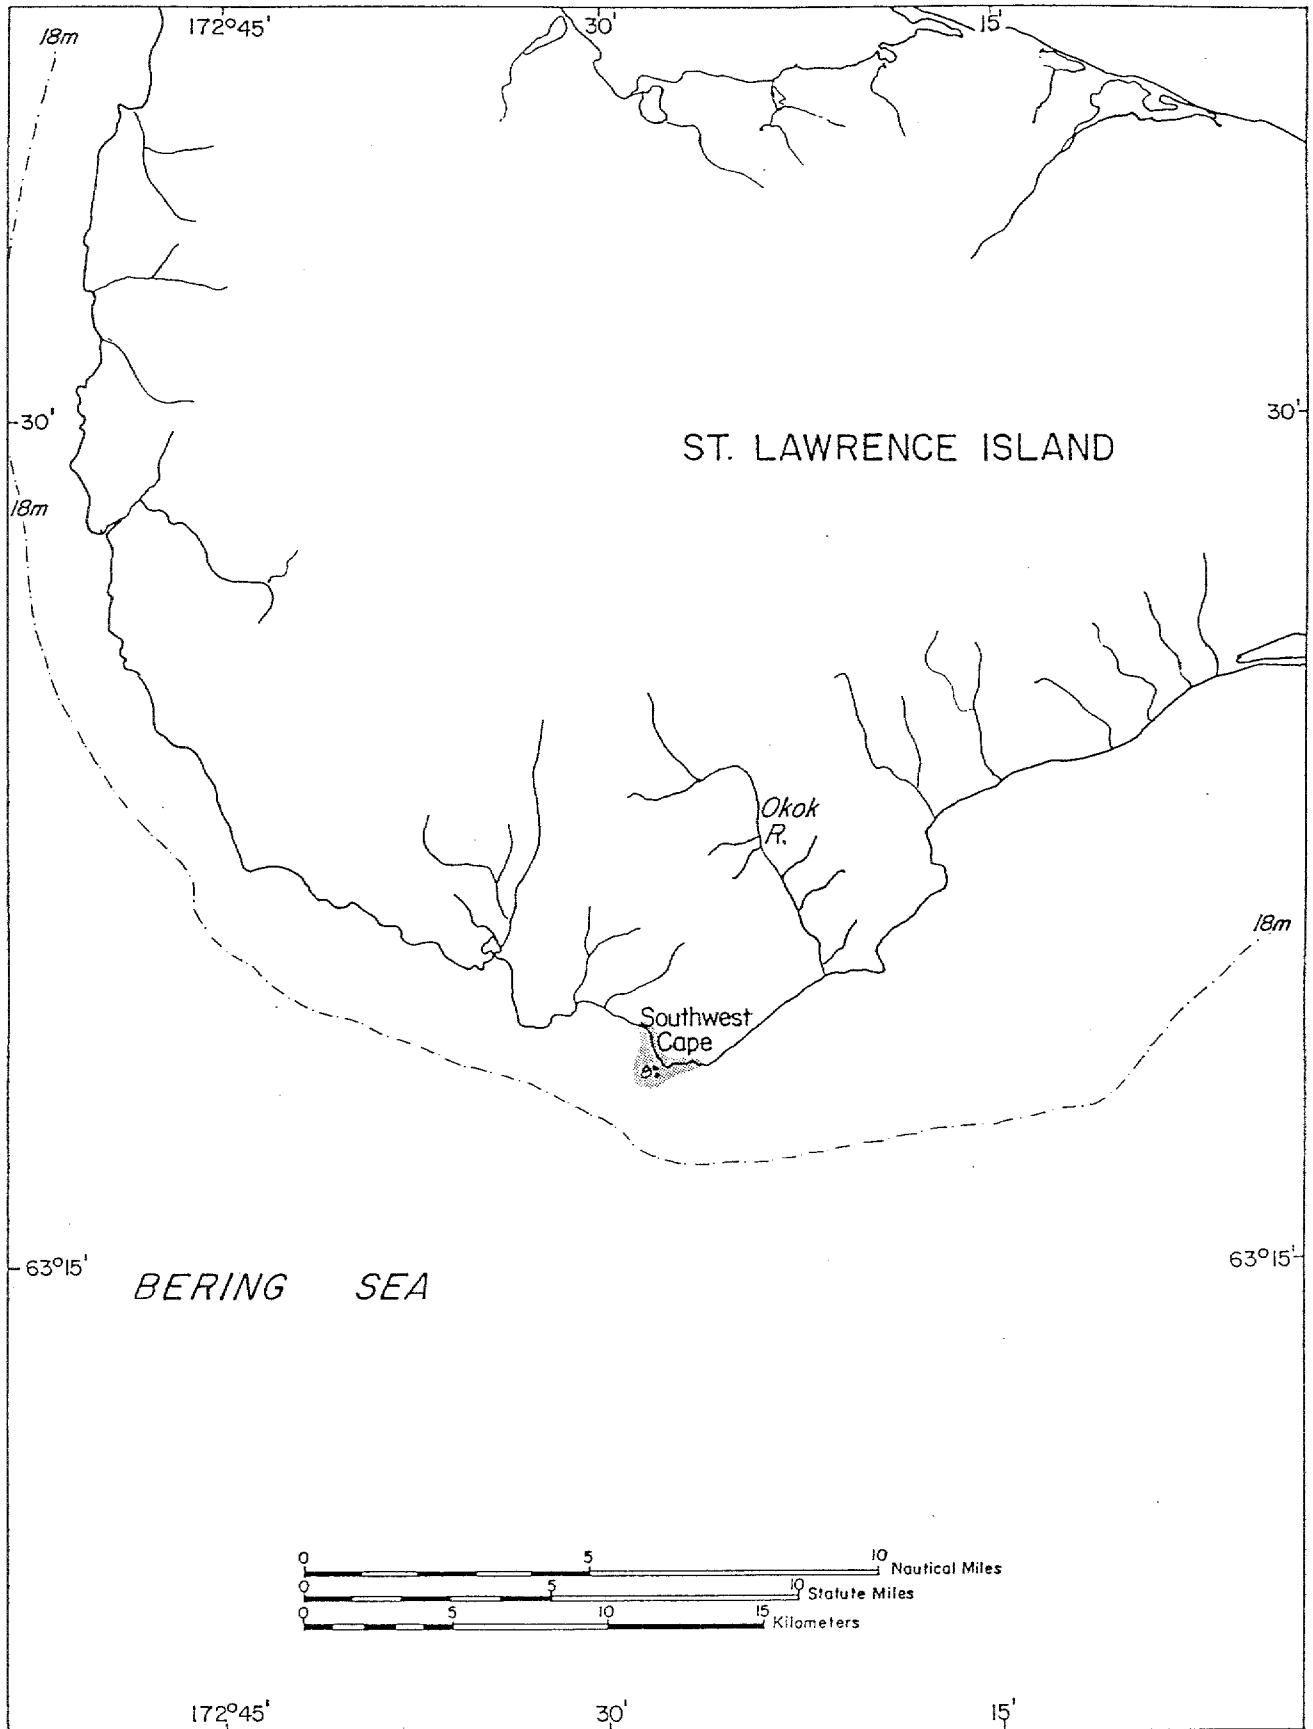 172°45' 30' 15'
18m
30' 30'
ST. LAWRENCE ISLAND
18m
Okok
R.
18m
Southwest
Cape
63°15' 63°15'
BERING SEA
0 5 10 Nautical Miles
0 5 10 Statute Miles
0 5 10 15 Kilometers
172°45' 30' 15'